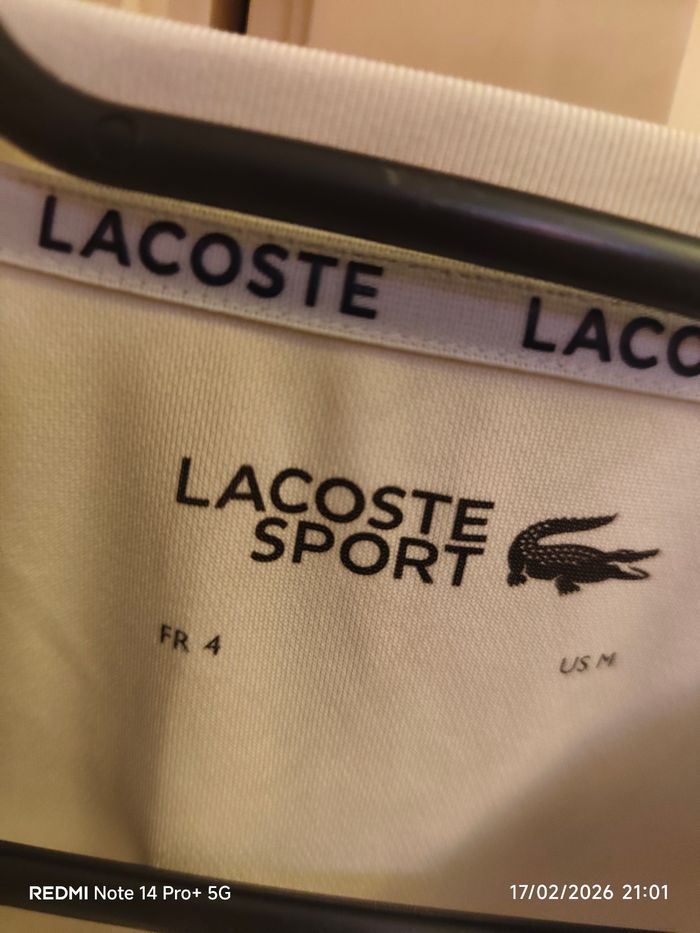 LACOSTE LACO
LACOSTE
SPORT
FR 4 US M
REDMI Note 14 Pro+ 5G 17/02/2026 21:01